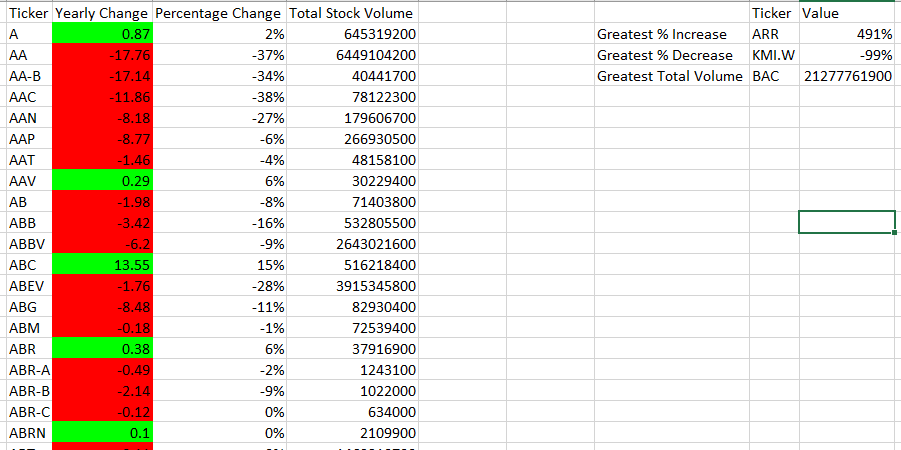 Ticker Yearly Change Percentage Change Total Stock Volume Ticker Value
A 0.87 2% 645319200 Greatest % Increase ARR 491%
AA -17.76 -37% 6449104200 Greatest % Decrease KMI.W -99%
AA-B -17.14 -34% 40441700 Greatest Total Volume BAC 21277761900
AAC -11.86 -38% 78122300
AAN -8.18 -27% 179606700
AAP -8.77 -6% 266930500
AAT -1.46 -4% 48158100
AAV 0.29 6% 30229400
AB -1.98 -8% 71403800
ABB -3.42 -16% 532805500
ABBV -6.2 -9% 2643021600
ABC 13.55 15% 516218400
ABEV -1.76 -28% 3915345800
ABG -8.48 -11% 82930400
ABM -0.18 -1% 72539400
ABR 0.38 6% 37916900
ABR-A -0.49 -2% 1243100
ABR-B -2.14 -9% 1022000
ABR-C -0.12 0% 634000
ABRN 0.1 0% 2109900